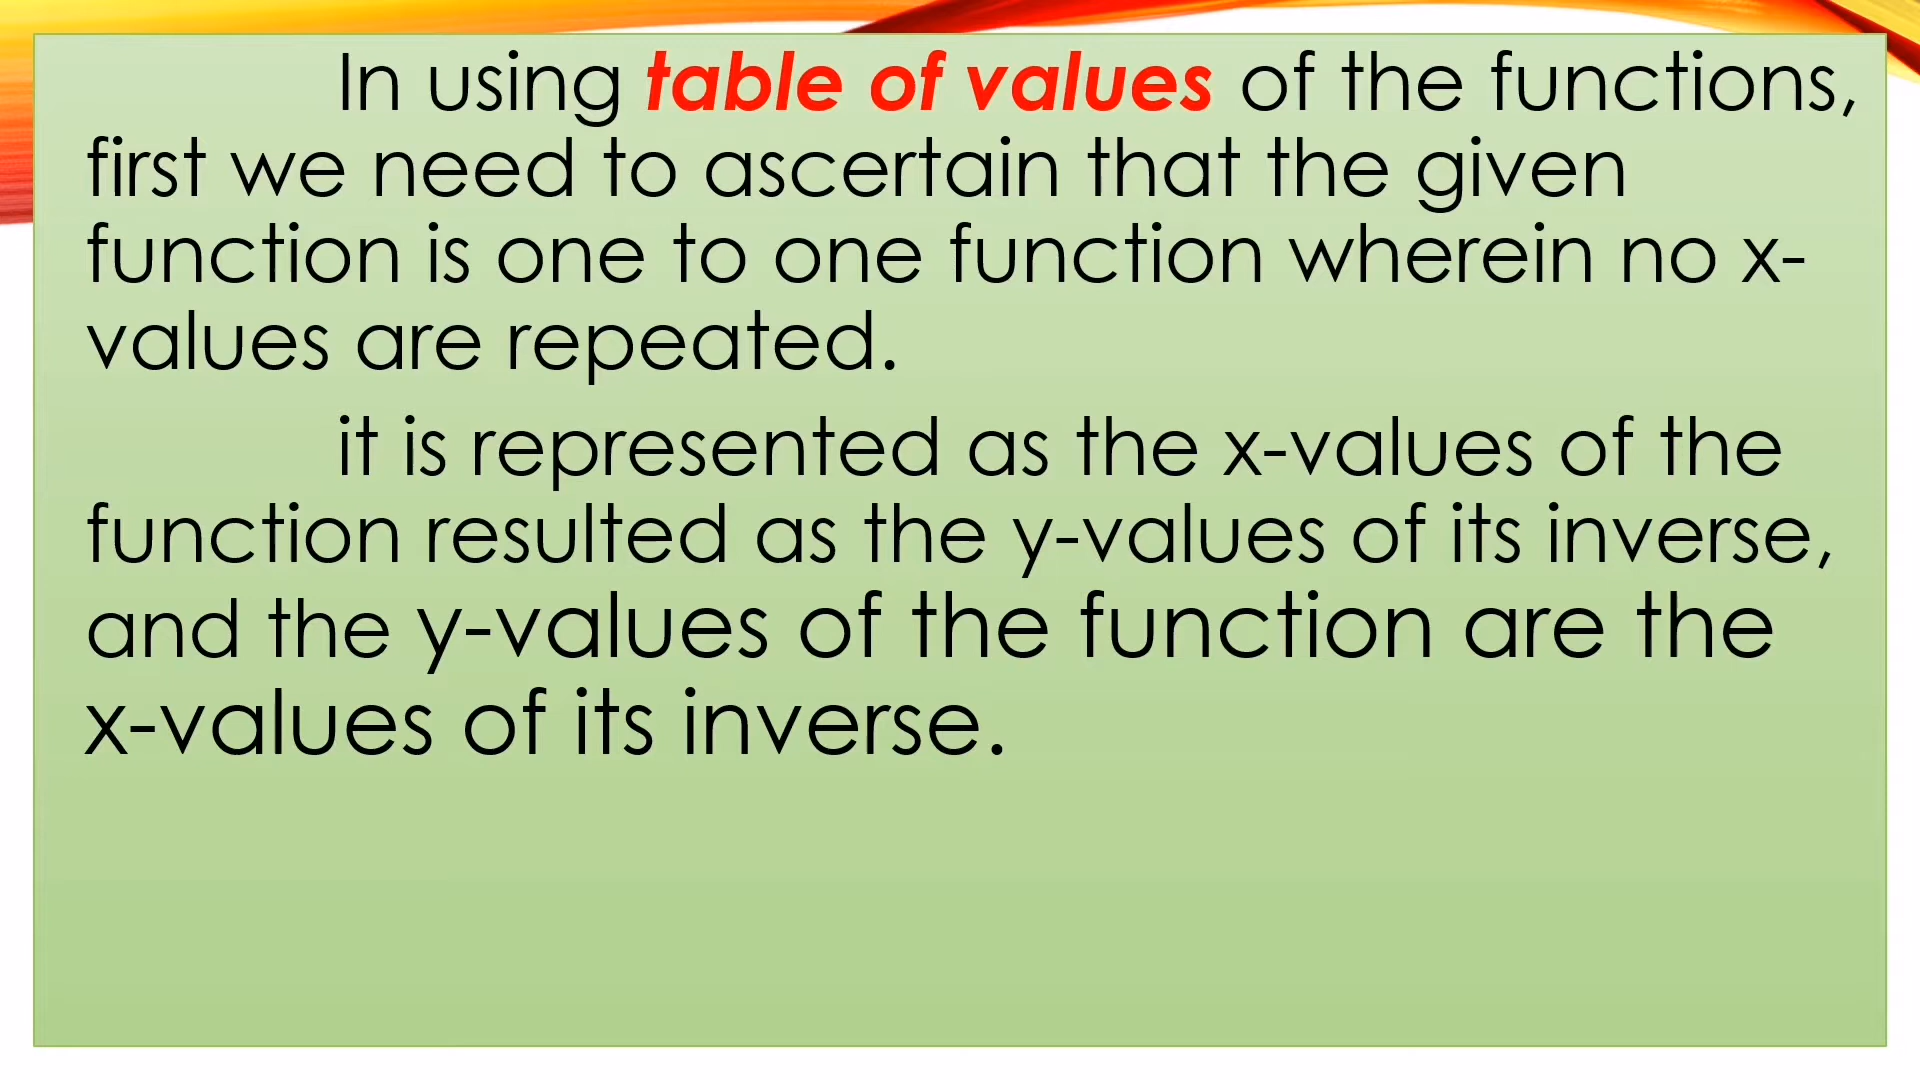 In using table of values of the functions,
first we need to ascertain that the given
function is one to one function wherein no x-
values are repeated.
it is represented as the x-values of the
function resulted as the y-values of its inverse,
and the y-values of the function are the
x-values of its inverse.